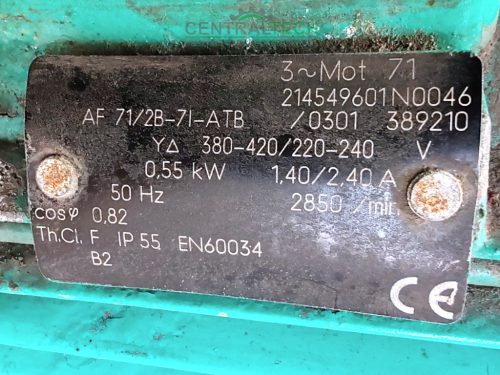 CENTRALTECH
3~Mot 71
214549601N0046
AF 71/2B-7I-ATB /0301 389210
YΔ 380-420/220-240 V
0,55 kW 1,40/2,40 A
50 Hz 2850 /min.
cosφ 0,82
Th.Cl. F IP 55 EN60034
B2
CE